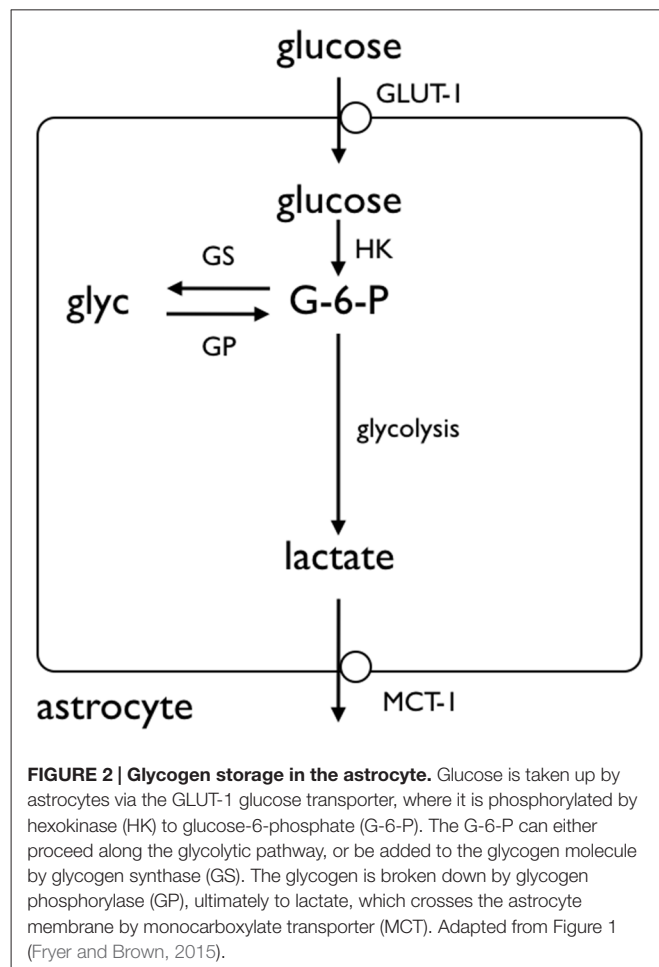 glucose
GLUT-1
glucose
HK
GS
glyc
G-6-P
GP
glycolysis
lactate
MCT-1
astrocyte
FIGURE 2 | Glycogen storage in the astrocyte. Glucose is taken up by
astrocytes via the GLUT-1 glucose transporter, where it is phosphorylated by
hexokinase (HK) to glucose-6-phosphate (G-6-P). The G-6-P can either
proceed along the glycolytic pathway, or be added to the glycogen molecule
by glycogen synthase (GS). The glycogen is broken down by glycogen
phosphorylase (GP), ultimately to lactate, which crosses the astrocyte
membrane by monocarboxylate transporter (MCT). Adapted from Figure 1
(Fryer and Brown, 2015).